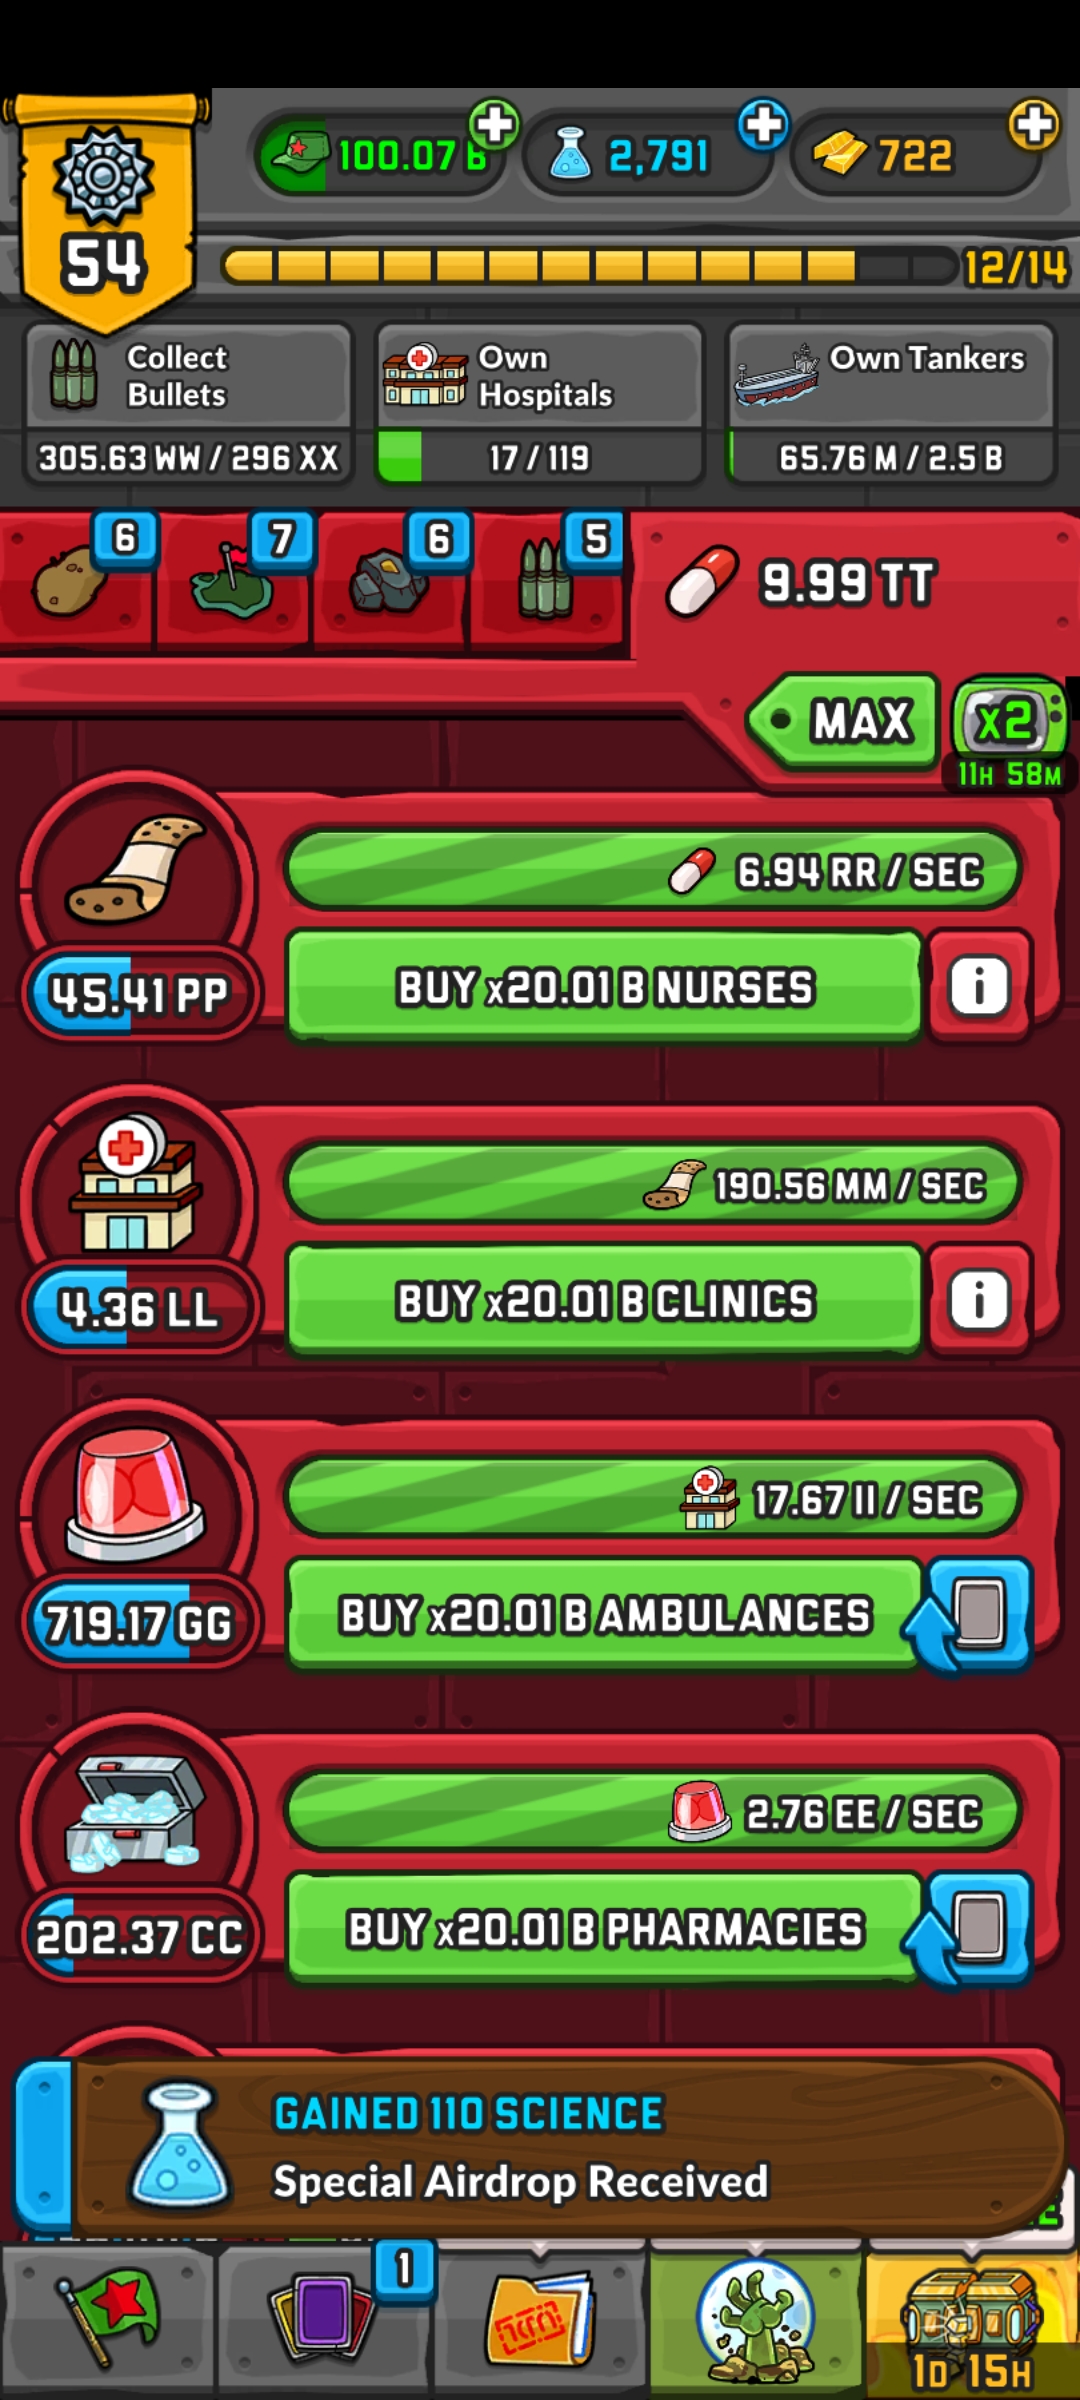 54
100.07 B
2,791
722
12/14
Collect
Bullets
305.63 WW / 296 XX
Own
Hospitals
17 / 119
Own Tankers
65.76 M / 2.5 B
6
7
6
5
9.99 TT
MAX
x2
11H 58M
6.94 RR / SEC
45.41 PP
BUY x20.01 B NURSES
i
190.56 MM / SEC
4.36 LL
BUY x20.01 B CLINICS
i
17.67 II / SEC
719.17 GG
BUY x20.01 B AMBULANCES
2.76 EE / SEC
202.37 CC
BUY x20.01 B PHARMACIES
GAINED 110 SCIENCE
Special Airdrop Received
1
1D 15H